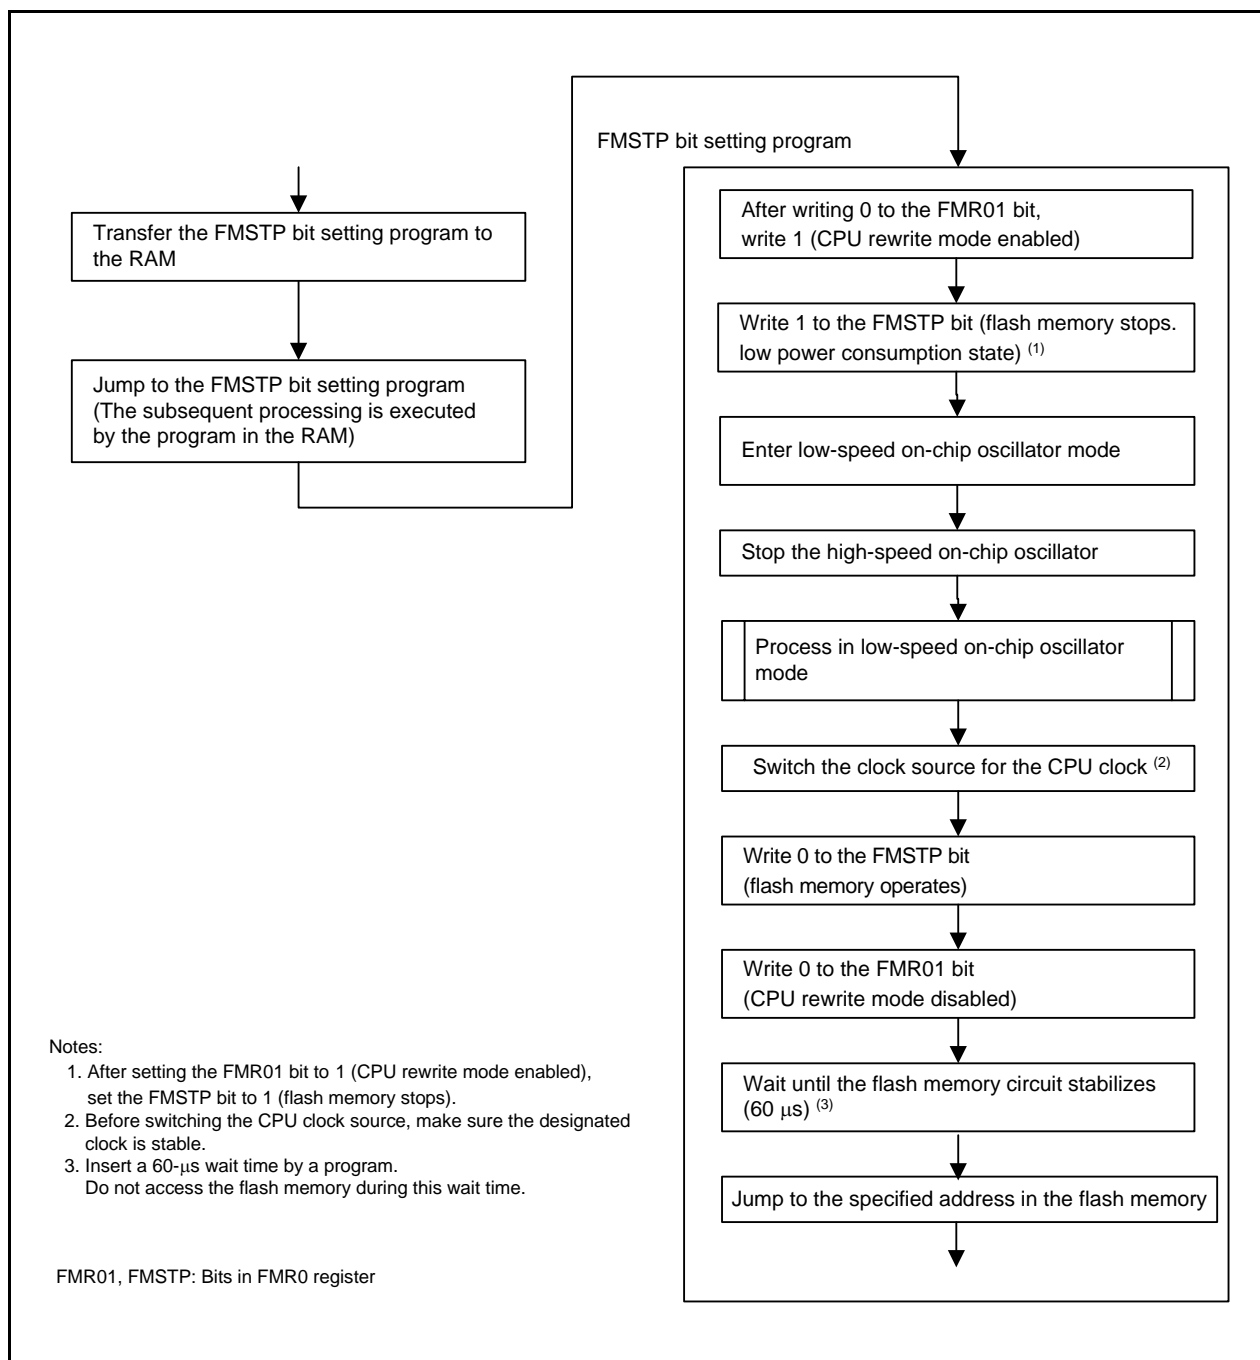 FMSTP bit setting program
Transfer the FMSTP bit setting program to
the RAM
Jump to the FMSTP bit setting program
(The subsequent processing is executed
by the program in the RAM)
After writing 0 to the FMR01 bit,
write 1 (CPU rewrite mode enabled)
Write 1 to the FMSTP bit (flash memory stops.
low power consumption state) (1)
Enter low-speed on-chip oscillator mode
Stop the high-speed on-chip oscillator
Process in low-speed on-chip oscillator
mode
Switch the clock source for the CPU clock (2)
Write 0 to the FMSTP bit
(flash memory operates)
Write 0 to the FMR01 bit
(CPU rewrite mode disabled)
Wait until the flash memory circuit stabilizes
(60 μs) (3)
Jump to the specified address in the flash memory
Notes:
1. After setting the FMR01 bit to 1 (CPU rewrite mode enabled),
set the FMSTP bit to 1 (flash memory stops).
2. Before switching the CPU clock source, make sure the designated
clock is stable.
3. Insert a 60-μs wait time by a program.
Do not access the flash memory during this wait time.
FMR01, FMSTP: Bits in FMR0 register